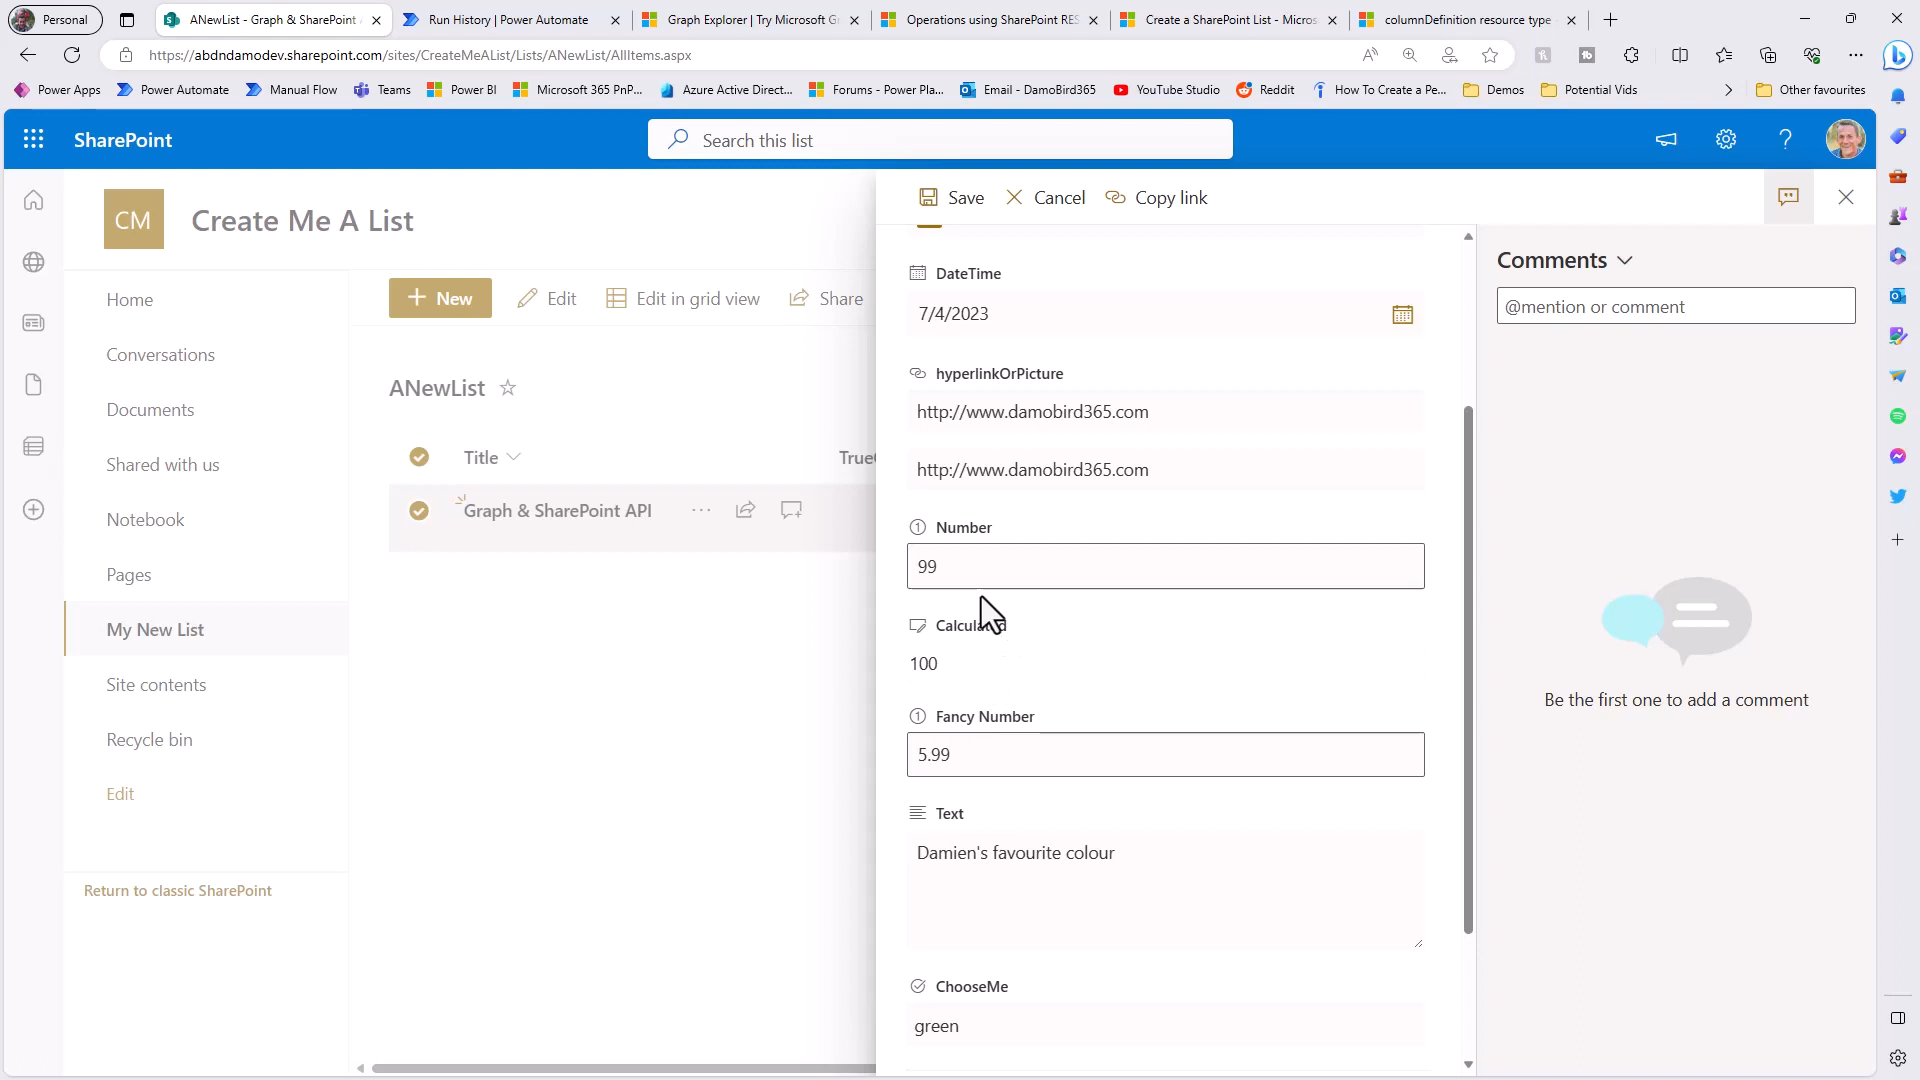 Personal
ANewList - Graph & SharePoint
Run History | Power Automate
Graph Explorer | Try Microsoft Gr
Operations using SharePoint RES
Create a SharePoint List - Micros
columnDefinition resource type
https://abdndamodev.sharepoint.com/sites/CreateMeAList/Lists/ANewList/AllItems.aspx
Power Apps
Power Automate
Manual Flow
Teams
Power BI
Microsoft 365 PnP...
Azure Active Direct...
Forums - Power Pla...
Email - DamoBird365
YouTube Studio
Reddit
How To Create a Pe...
Demos
Potential Vids
Other favourites
SharePoint
Search this list
CM
Create Me A List
Home
Conversations
Documents
Shared with us
Notebook
Pages
My New List
Site contents
Recycle bin
Edit
Return to classic SharePoint
New
Edit
Edit in grid view
Share
ANewList
Title
True
Graph & SharePoint API
Save
Cancel
Copy link
DateTime
7/4/2023
hyperlinkOrPicture
http://www.damobird365.com
http://www.damobird365.com
Number
99
Calculated
100
Fancy Number
5.99
Text
Damien's favourite colour
ChooseMe
green
Comments
@mention or comment
Be the first one to add a comment